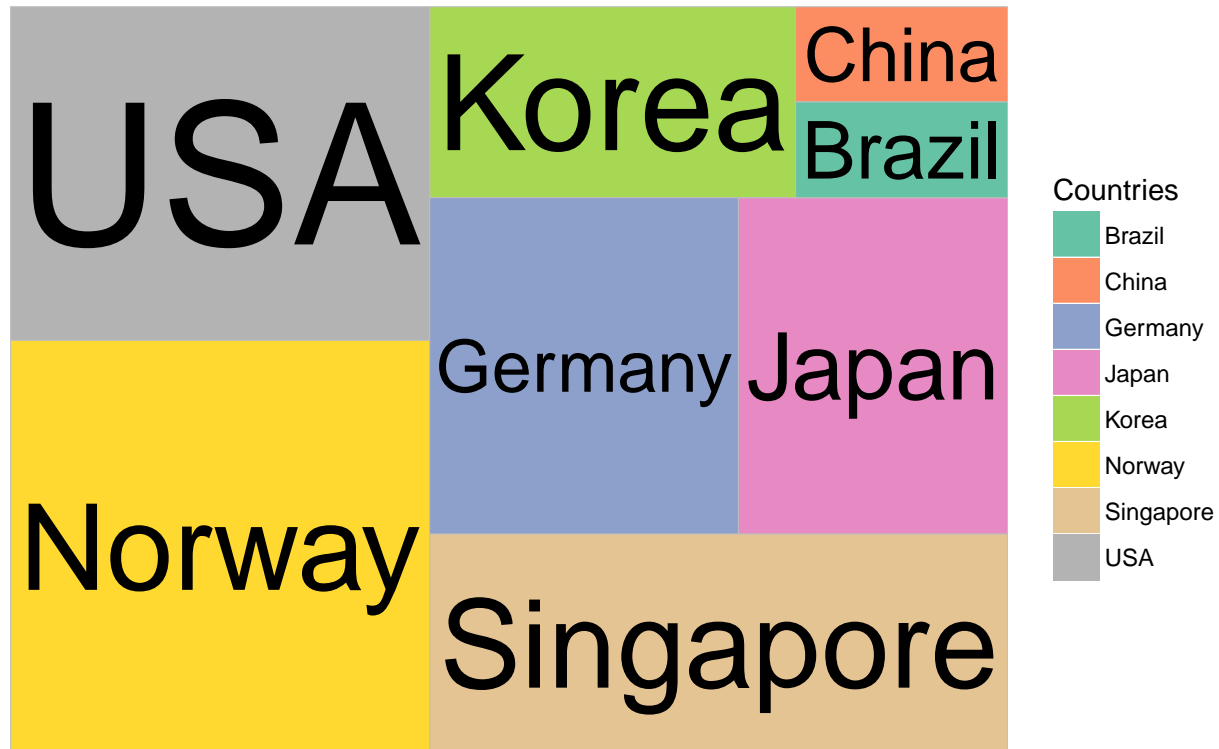 USA
Korea
China
Brazil
Germany
Japan
Norway
Singapore
Countries
Brazil
China
Germany
Japan
Korea
Norway
Singapore
USA